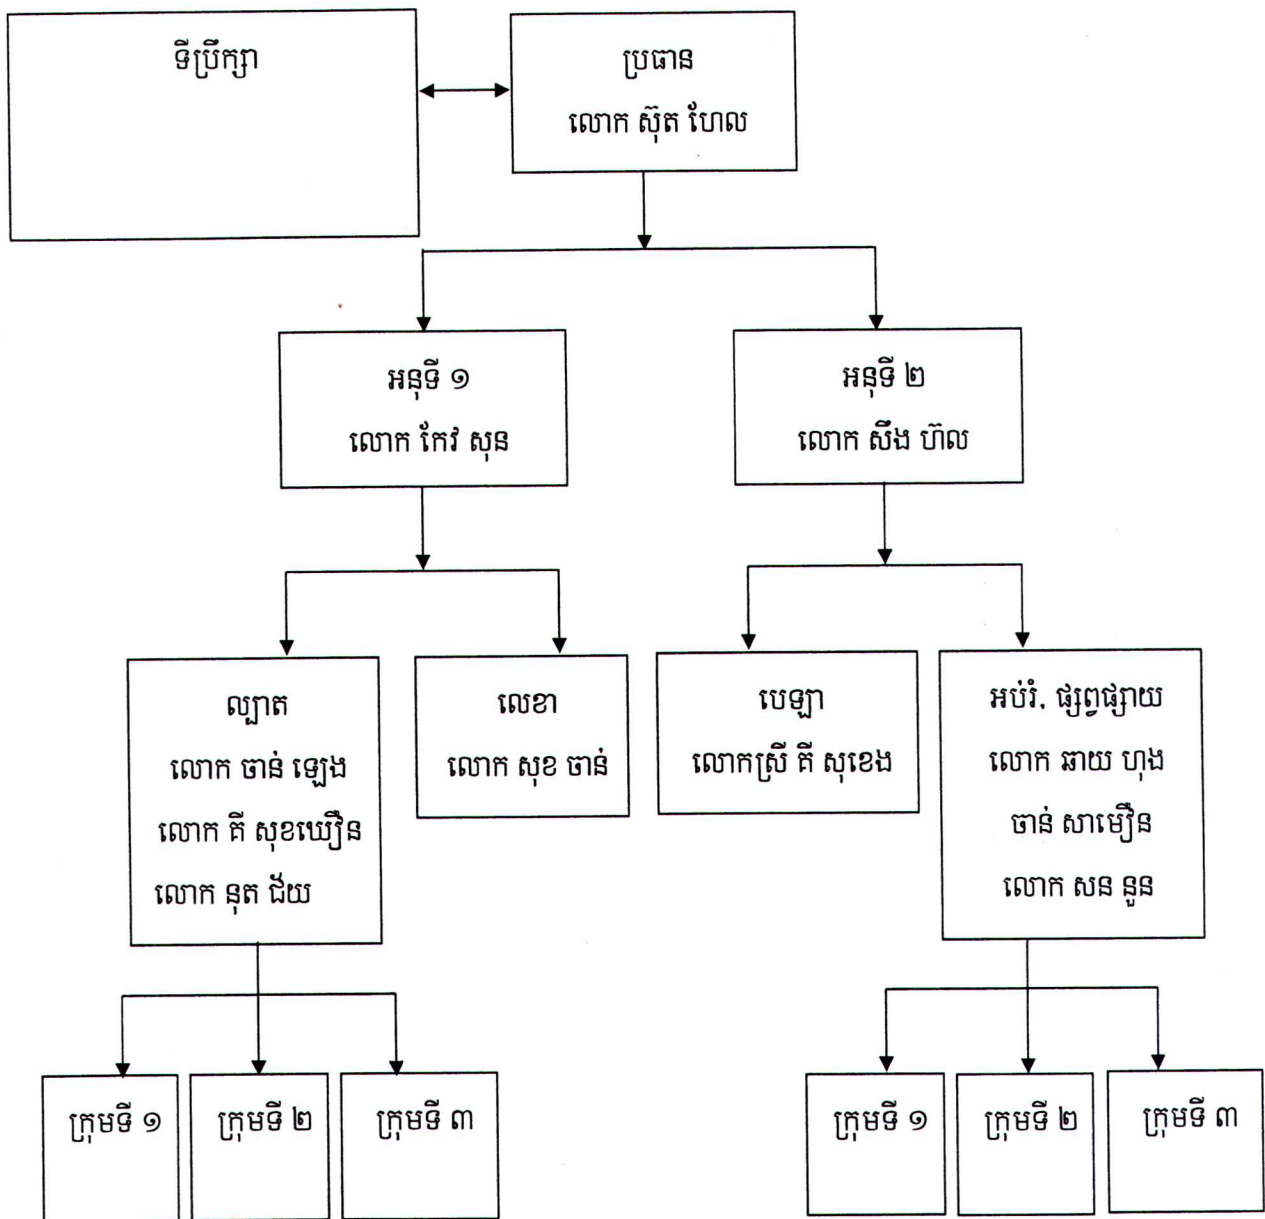 ទីប្រឹក្សា
ប្រធាន
លោក ស៊ុត ហែល
អនុទី ១
លោក កែវ សុន
អនុទី ២
លោក សឹង ហ៊ល
ល្បាត
លោក ចាន់ ឡេង
លោក គី សុខឃឿន
លោក នុត ជ័យ
លេខា
លោក សុខ ចាន់
បេឡា
លោកស្រី គី សុខេង
អប់រំ. ផ្សព្វផ្សាយ
លោក ឆាយ ហុង
ចាន់ សាមឿន
លោក សន នួន
ក្រុមទី ១
ក្រុមទី ២
ក្រុមទី ៣
ក្រុមទី ១
ក្រុមទី ២
ក្រុមទី ៣